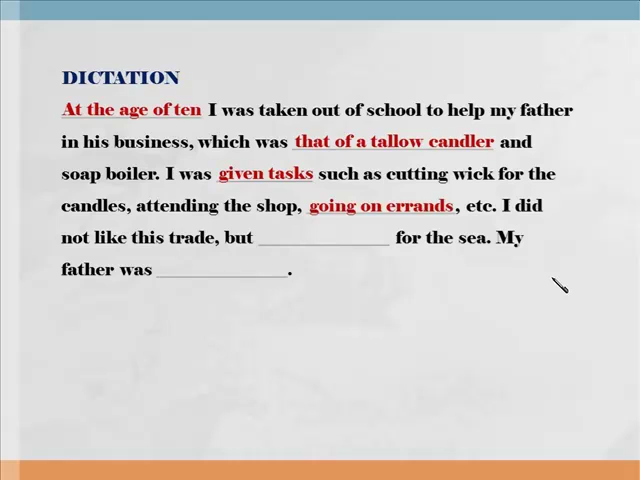 DICTATION
At the age of ten I was taken out of school to help my father
in his business, which was that of a tallow candler and
soap boiler. I was given tasks such as cutting wick for the
candles, attending the shop, going on errands, etc. I did
not like this trade, but ______________ for the sea. My
father was ______________.